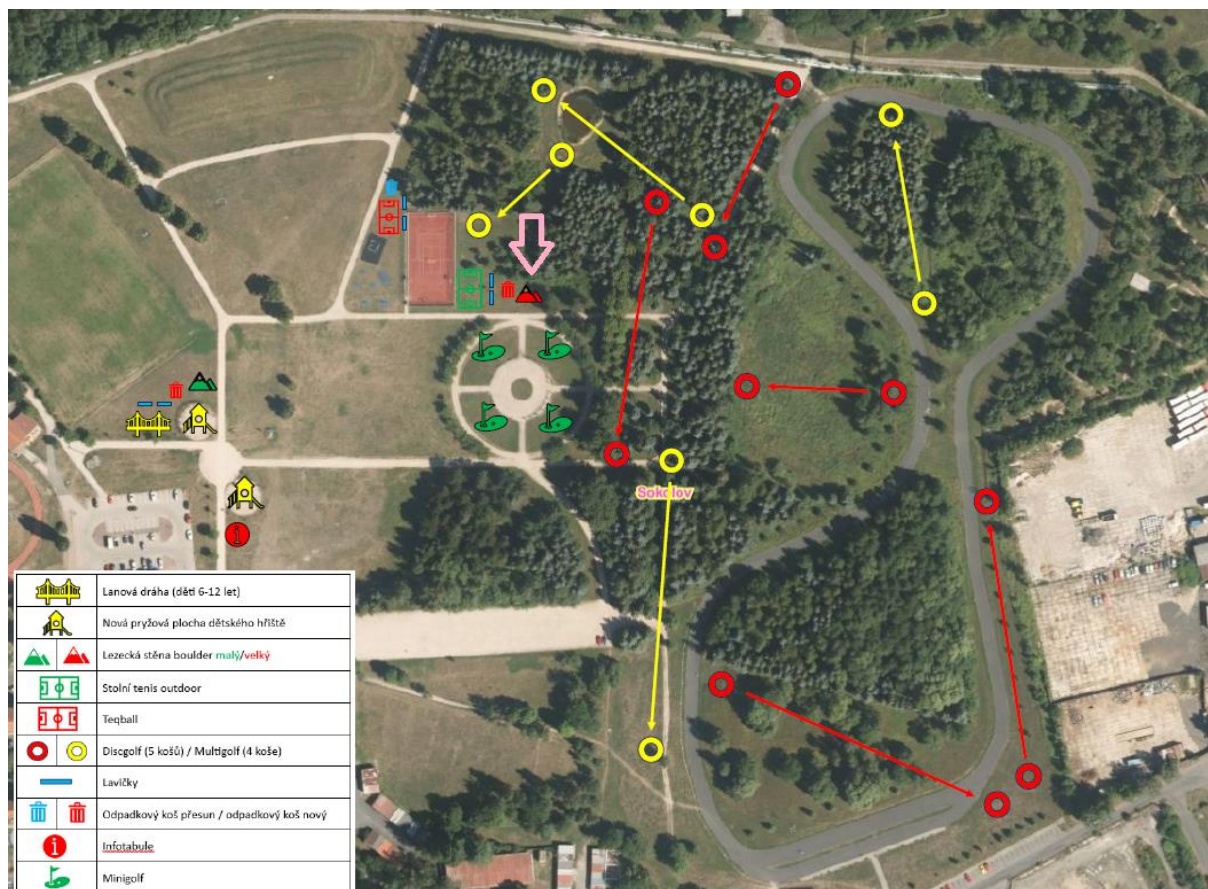 Sokolov
Lanová dráha (děti 6-12 let)
Nová pryžová plocha dětského hřiště
Lezecká stěna boulder malý/velký
Stolní tenis outdoor
Teqball
Discgolf (5 košů) / Multigolf (4 koše)
Lavičky
Odpadkový koš přesun / odpadkový koš nový
Infotabule
Minigolf